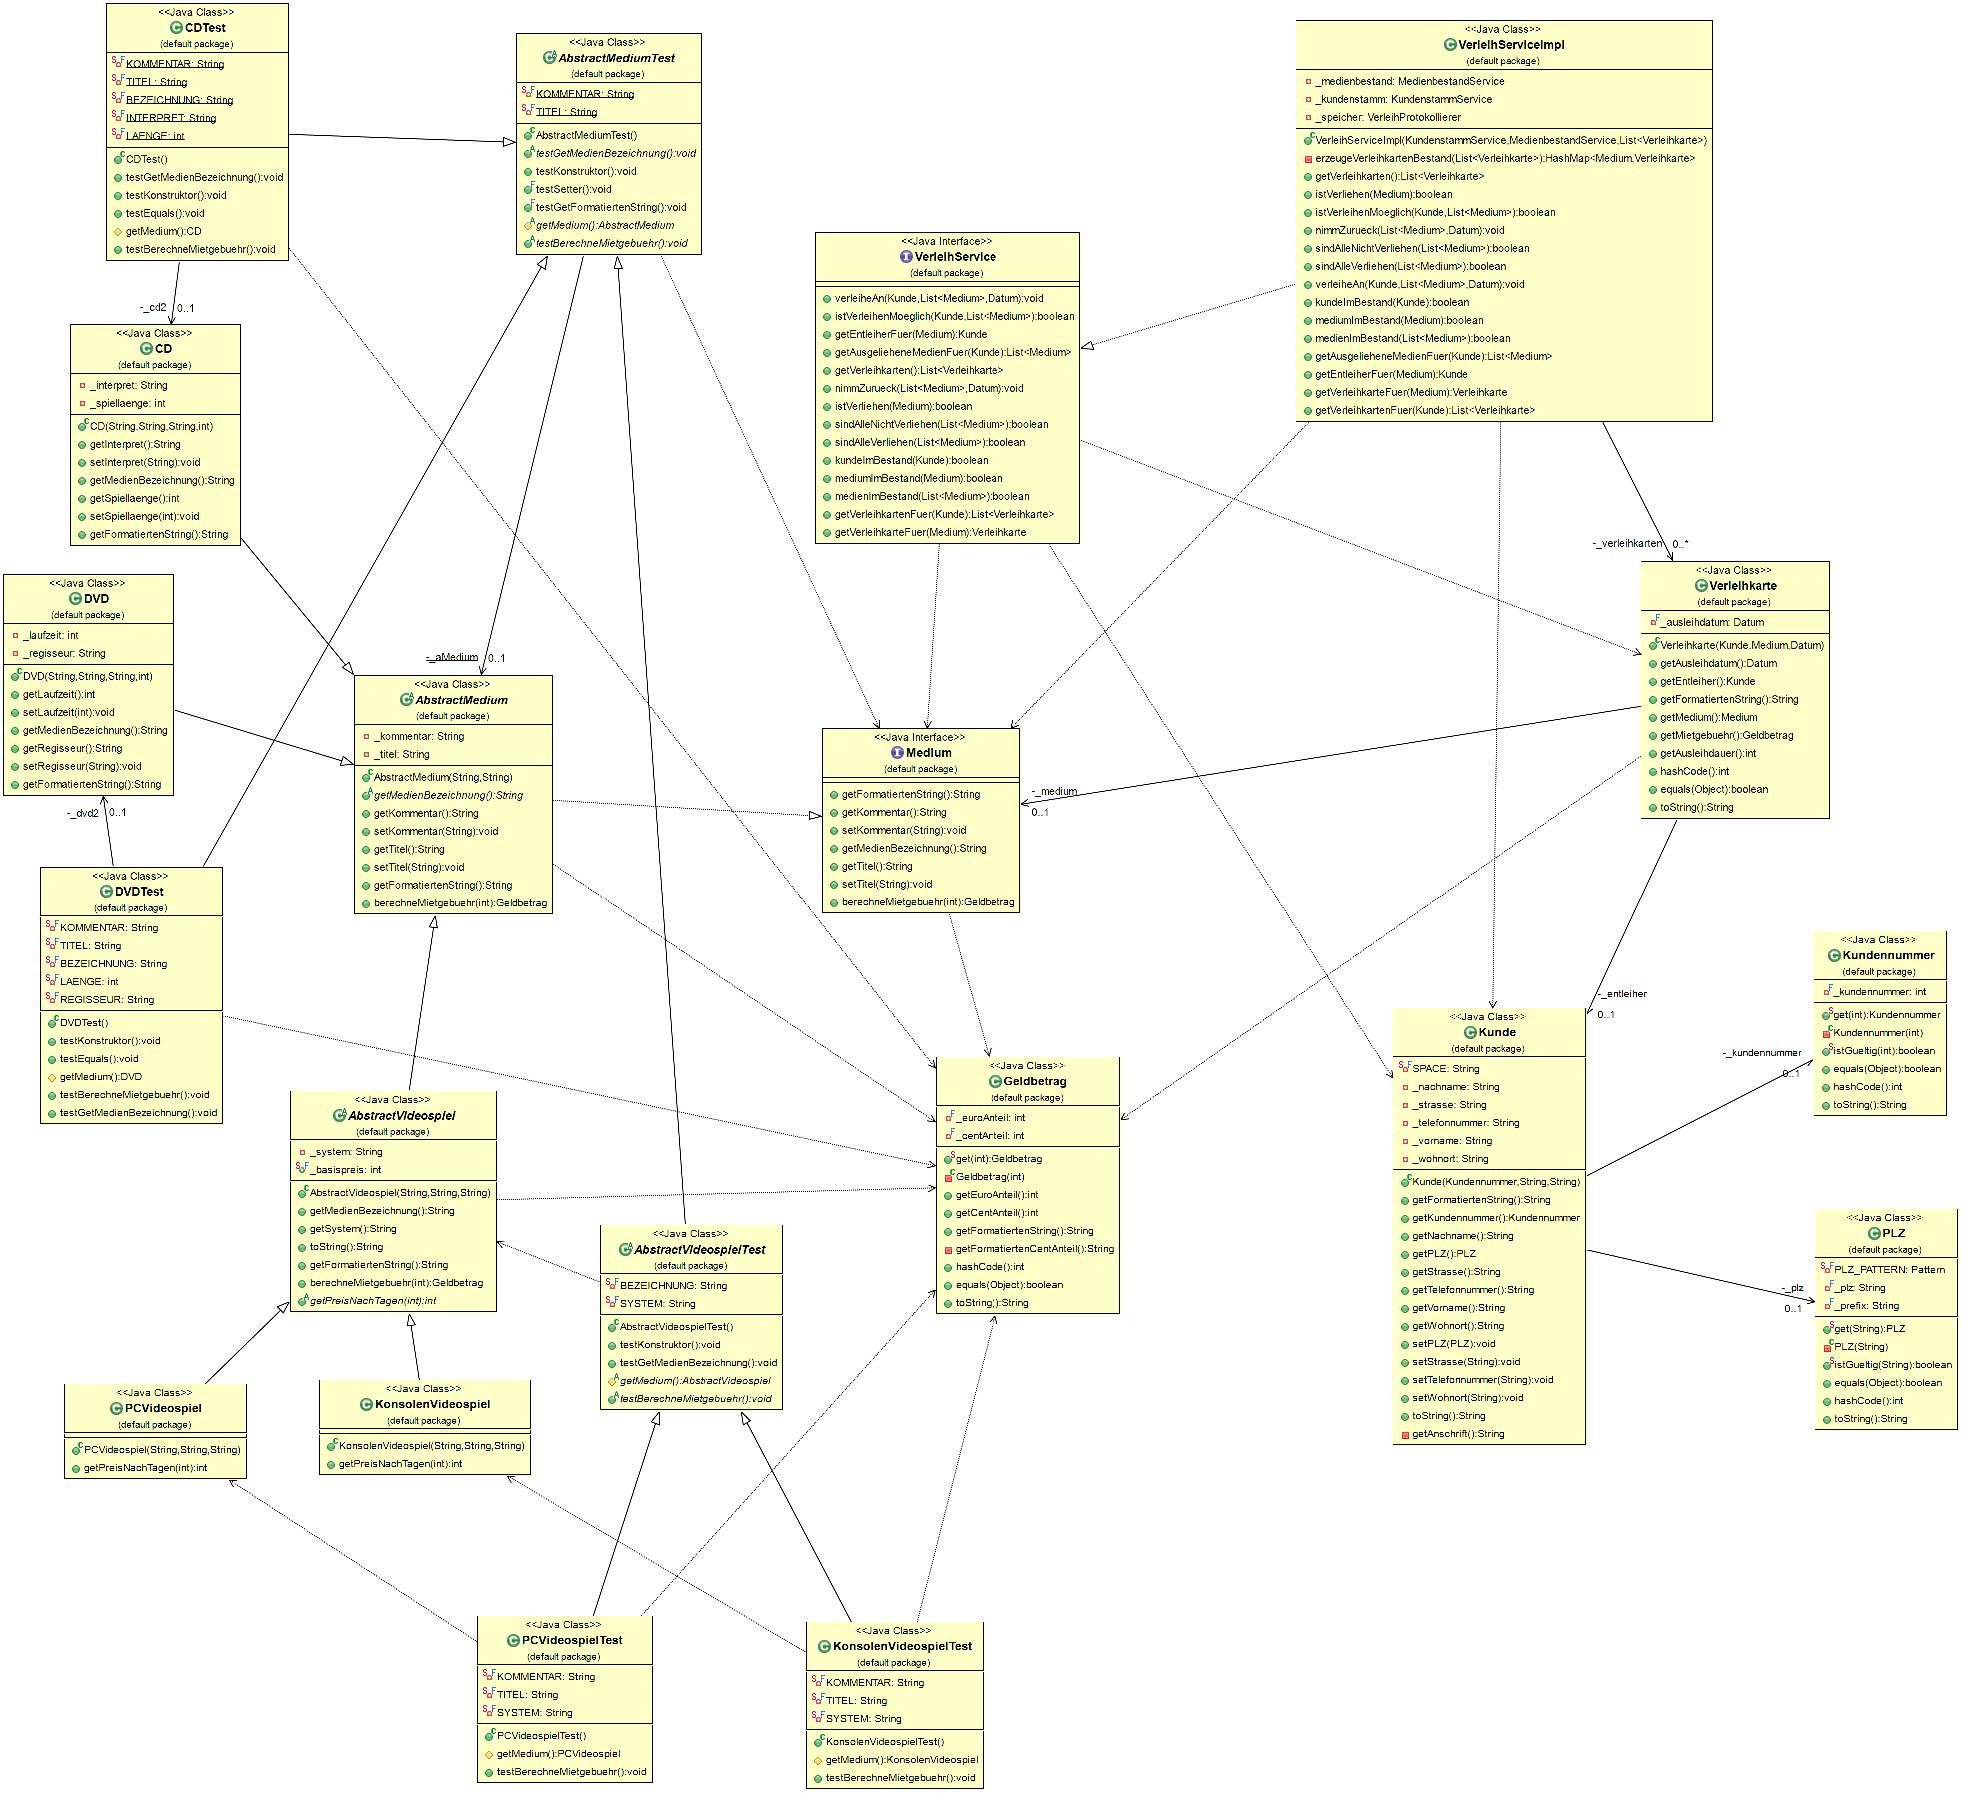 <<Java Class>>
CDTest
(default package)
KOMMENTAR: String
TITEL: String
BEZEICHNUNG: String
INTERPRET: String
LAENGE: int
CDTest()
testGetMedienBezeichnung():void
testKonstruktor():void
testEquals():void
getMedium():CD
testBerechneMietgebuehr():void
<<Java Class>>
AbstractMediumTest
(default package)
KOMMENTAR: String
TITEL: String
AbstractMediumTest()
testGetMedienBezeichnung():void
testKonstruktor():void
testSetter():void
testGetFormatiertenString():void
getMedium():AbstractMedium
testBerechneMietgebuehr():void
<<Java Class>>
VerleihServiceImpl
(default package)
_medienbestand: MedienbestandService
_kundenstamm: KundenstammService
_speicher: VerleihProtokollierer
VerleihServiceImpl(KundenstammService,MedienbestandService,List<Verleihkarte>)
erzeugeVerleihkartenBestand(List<Verleihkarte>):HashMap<Medium,Verleihkarte>
getVerleihkarten():List<Verleihkarte>
istVerliehen(Medium):boolean
istVerleihenMoeglich(Kunde,List<Medium>):boolean
nimmZurueck(List<Medium>,Datum):void
sindAlleNichtVerliehen(List<Medium>):boolean
sindAlleVerliehen(List<Medium>):boolean
verleiheAn(Kunde,List<Medium>,Datum):void
kundeImBestand(Kunde):boolean
mediumImBestand(Medium):boolean
medienImBestand(List<Medium>):boolean
getAusgelieheneMedienFuer(Kunde):List<Medium>
getEntleiherFuer(Medium):Kunde
getVerleihkarteFuer(Medium):Verleihkarte
getVerleihkartenFuer(Kunde):List<Verleihkarte>
<<Java Interface>>
VerleihService
(default package)
verleiheAn(Kunde,List<Medium>,Datum):void
istVerleihenMoeglich(Kunde,List<Medium>):boolean
getEntleiherFuer(Medium):Kunde
getAusgelieheneMedienFuer(Kunde):List<Medium>
getVerleihkarten():List<Verleihkarte>
nimmZurueck(List<Medium>,Datum):void
istVerliehen(Medium):boolean
sindAlleNichtVerliehen(List<Medium>):boolean
sindAlleVerliehen(List<Medium>):boolean
kundeImBestand(Kunde):boolean
mediumImBestand(Medium):boolean
medienImBestand(List<Medium>):boolean
getVerleihkartenFuer(Kunde):List<Verleihkarte>
getVerleihkarteFuer(Medium):Verleihkarte
-_cd2 0..1
<<Java Class>>
CD
(default package)
_interpret: String
_spiellaenge: int
CD(String,String,String,int)
getInterpret():String
setInterpret(String):void
getMedienBezeichnung():String
getSpiellaenge():int
setSpiellaenge(int):void
getFormatiertenString():String
-_verleihkarten 0..*
<<Java Class>>
Verleihkarte
(default package)
_ausleihdatum: Datum
Verleihkarte(Kunde,Medium,Datum)
getAusleihdatum():Datum
getEntleiher():Kunde
getFormatiertenString():String
getMedium():Medium
getMietgebuehr():Geldbetrag
getAusleihdauer():int
hashCode():int
equals(Object):boolean
toString():String
<<Java Class>>
DVD
(default package)
_laufzeit: int
_regisseur: String
DVD(String,String,String,int)
getLaufzeit():int
setLaufzeit(int):void
getMedienBezeichnung():String
getRegisseur():String
setRegisseur(String):void
getFormatiertenString():String
-_dvd2 0..1
-_aMedium 0..1
<<Java Class>>
AbstractMedium
(default package)
_kommentar: String
_titel: String
AbstractMedium(String,String)
getMedienBezeichnung():String
getKommentar():String
setKommentar(String):void
getTitel():String
setTitel(String):void
getFormatiertenString():String
berechneMietgebuehr(int):Geldbetrag
<<Java Interface>>
Medium
(default package)
getFormatiertenString():String
getKommentar():String
setKommentar(String):void
getMedienBezeichnung():String
getTitel():String
setTitel(String):void
berechneMietgebuehr(int):Geldbetrag
-_medium
0..1
<<Java Class>>
DVDTest
(default package)
KOMMENTAR: String
TITEL: String
BEZEICHNUNG: String
LAENGE: int
REGISSEUR: String
DVDTest()
testKonstruktor():void
testEquals():void
getMedium():DVD
testBerechneMietgebuehr():void
testGetMedienBezeichnung():void
<<Java Class>>
Kundennummer
(default package)
_kundennummer: int
get(int):Kundennummer
Kundennummer(int)
istGueltig(int):boolean
equals(Object):boolean
hashCode():int
toString():String
-_entleiher
0..1
<<Java Class>>
Kunde
(default package)
SPACE: String
_nachname: String
_strasse: String
_telefonnummer: String
_vorname: String
_wohnort: String
Kunde(Kundennummer,String,String)
getFormatiertenString():String
getKundennummer():Kundennummer
getNachname():String
getPLZ():PLZ
getStrasse():String
getTelefonnummer():String
getVorname():String
getWohnort():String
setPLZ(PLZ):void
setStrasse(String):void
setTelefonnummer(String):void
setWohnort(String):void
toString():String
getAnschrift():String
-_kundennummer
0..1
<<Java Class>>
Geldbetrag
(default package)
_euroAnteil: int
_centAnteil: int
get(int):Geldbetrag
Geldbetrag(int)
getEuroAnteil():int
getCentAnteil():int
getFormatiertenString():String
getFormatiertenCentAnteil():String
hashCode():int
equals(Object):boolean
toString():String
<<Java Class>>
AbstractVideospiel
(default package)
_system: String
_basispreis: int
AbstractVideospiel(String,String,String)
getMedienBezeichnung():String
getSystem():String
toString():String
getFormatiertenString():String
berechneMietgebuehr(int):Geldbetrag
getPreisNachTagen(int):int
<<Java Class>>
AbstractVideospielTest
(default package)
BEZEICHNUNG: String
SYSTEM: String
AbstractVideospielTest()
testKonstruktor():void
testGetMedienBezeichnung():void
getMedium():AbstractVideospiel
testBerechneMietgebuehr():void
-_plz
0..1
<<Java Class>>
PLZ
(default package)
PLZ_PATTERN: Pattern
_plz: String
_prefix: String
get(String):PLZ
PLZ(String)
istGueltig(String):boolean
equals(Object):boolean
hashCode():int
toString():String
<<Java Class>>
PCVideospiel
(default package)
PCVideospiel(String,String,String)
getPreisNachTagen(int):int
<<Java Class>>
KonsolenVideospiel
(default package)
KonsolenVideospiel(String,String,String)
getPreisNachTagen(int):int
<<Java Class>>
PCVideospielTest
(default package)
KOMMENTAR: String
TITEL: String
SYSTEM: String
PCVideospielTest()
getMedium():PCVideospiel
testBerechneMietgebuehr():void
<<Java Class>>
KonsolenVideospielTest
(default package)
KOMMENTAR: String
TITEL: String
SYSTEM: String
KonsolenVideospielTest()
getMedium():KonsolenVideospiel
testBerechneMietgebuehr():void